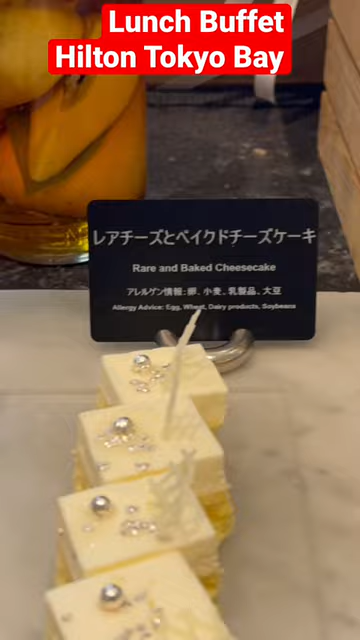 Lunch Buffet
Hilton Tokyo Bay
レアチーズとベイクドチーズケーキ
Rare and Baked Cheesecake
アレルゲン情報：卵、小麦、乳製品、大豆
Allergy Advice: Egg, Wheat, Dairy products, Soybeans